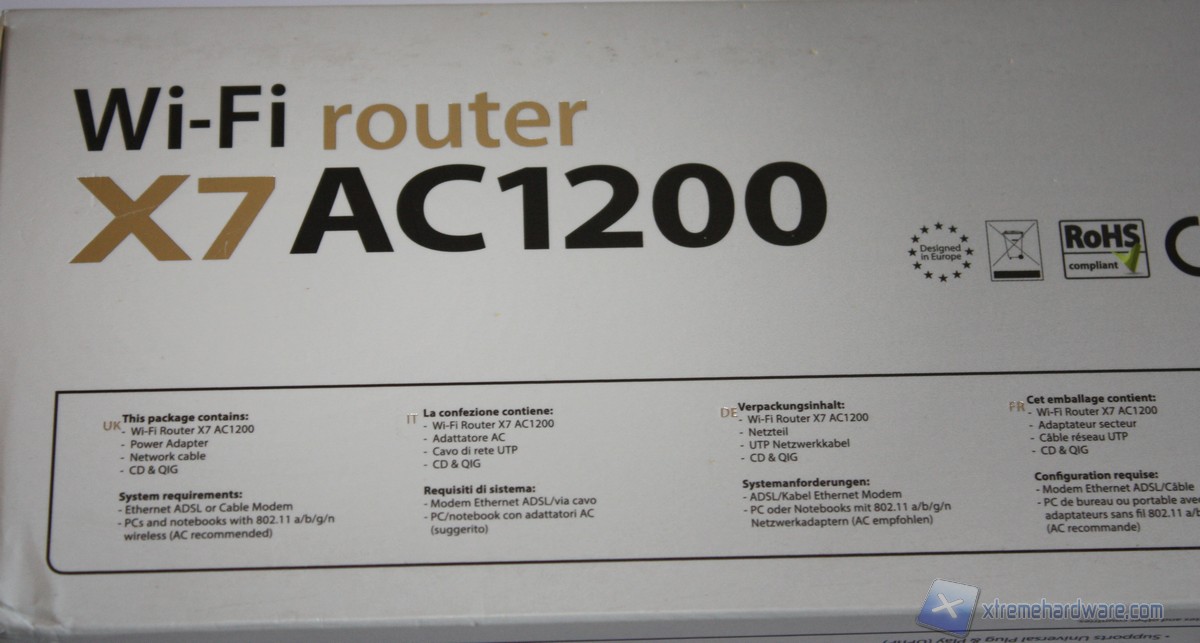 Wi-Fi router
X7 AC1200
Designed
in Europe
RoHS
compliant
UK
This package contains:
- Wi-Fi Router X7 AC1200
- Power Adapter
- Network cable
- CD & QIG
System requirements:
- Ethernet ADSL or Cable Modem
- PCs and notebooks with 802.11 a/b/g/n
wireless (AC recommended)
IT
La confezione contiene:
- Wi-Fi Router X7 AC1200
- Adattatore AC
- Cavo di rete UTP
- CD & QIG
Requisiti di sistema:
- Modem Ethernet ADSL/via cavo
- PC/notebook con adattatori AC
(suggerito)
DE
Verpackungsinhalt:
- Wi-Fi Router X7 AC1200
- Netzteil
- UTP Netzwerkkabel
- CD & QIG
Systemanforderungen:
- ADSL/Kabel Ethernet Modem
- PC oder Notebooks mit 802.11 a/b/g/n
Netzwerkadaptern (AC empfohlen)
FR
Cet emballage contient:
- Wi-Fi Router X7 AC1200
- Adaptateur secteur
- Câble réseau UTP
- CD & QIG
Configuration requise:
- Modem Ethernet ADSL/Câble
- PC de bureau ou portable avec
adaptateurs sans fil 802.11 a/b
(AC recommande)
xtremehardware.com
- Supports Universal Plug & Play (UPnP)